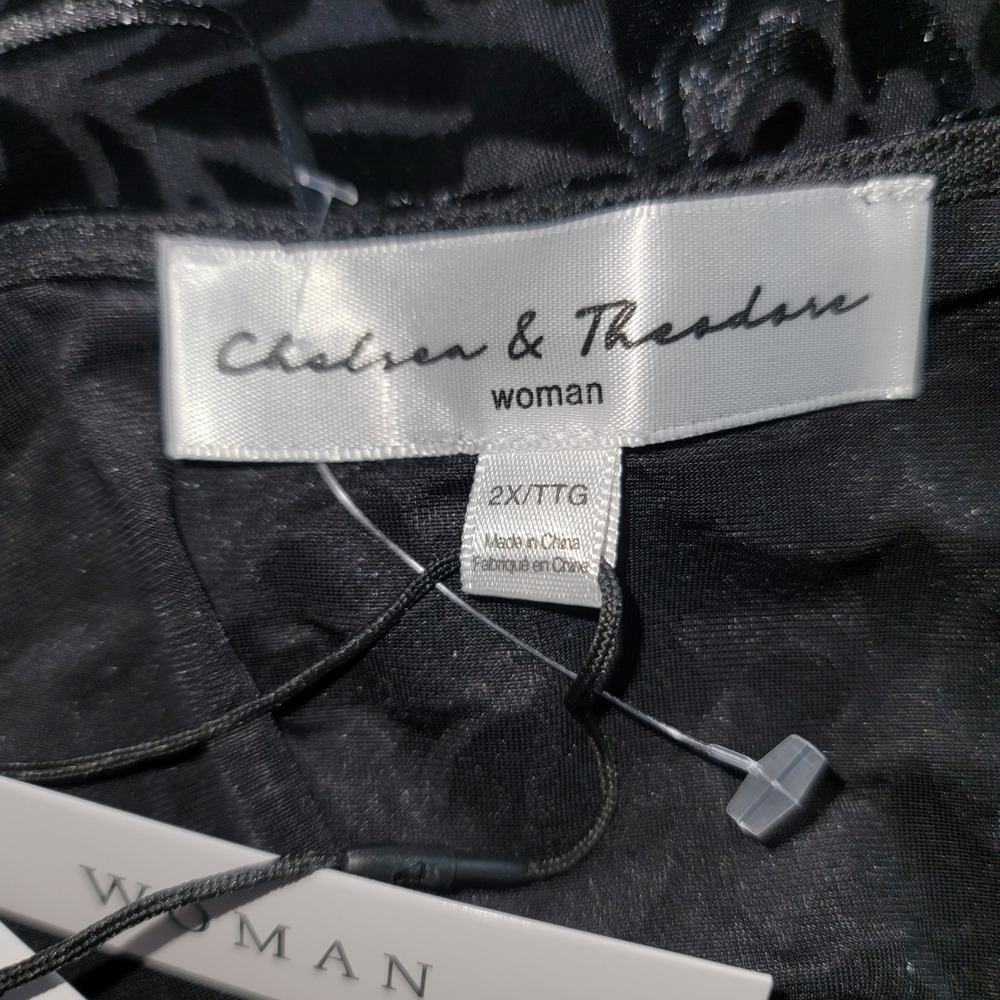 Chelsea & Theodore
woman
2X/TTG
Made in China
Fabriqué en Chine
WOMAN